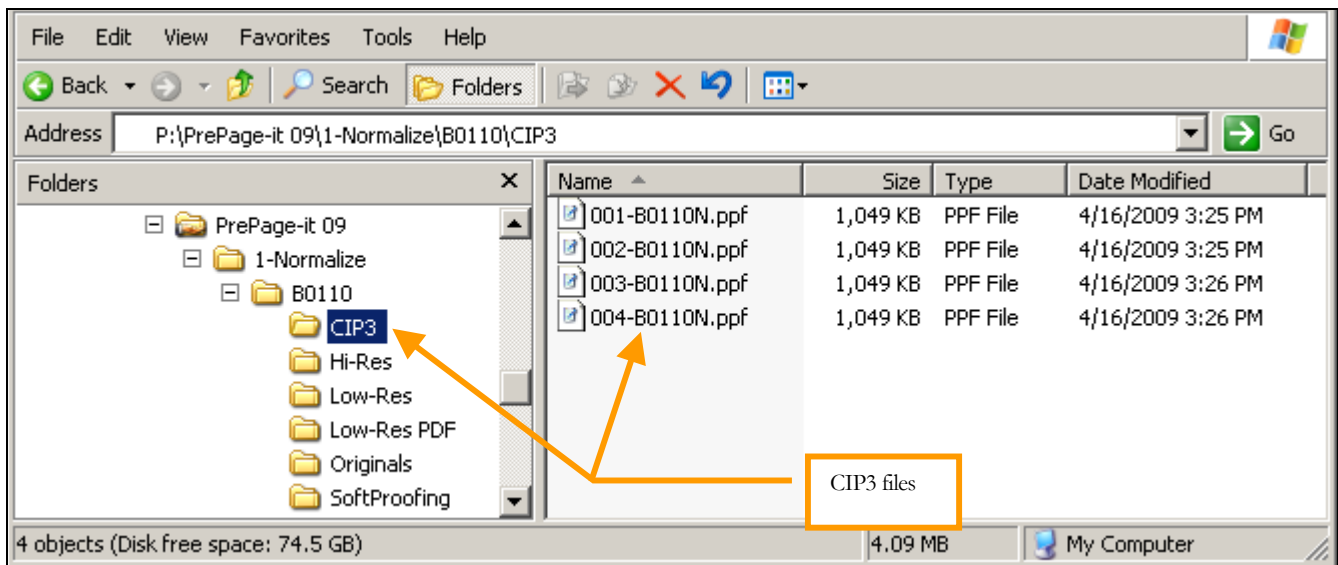 File Edit View Favorites Tools Help
Back Search Folders
Address P:\PrePage-it 09\1-Normalize\B0110\CIP3 Go
Folders
PrePage-it 09
1-Normalize
B0110
CIP3
Hi-Res
Low-Res
Low-Res PDF
Originals
SoftProofing
Name Size Type Date Modified
001-B0110N.ppf 1,049 KB PPF File 4/16/2009 3:25 PM
002-B0110N.ppf 1,049 KB PPF File 4/16/2009 3:25 PM
003-B0110N.ppf 1,049 KB PPF File 4/16/2009 3:26 PM
004-B0110N.ppf 1,049 KB PPF File 4/16/2009 3:26 PM
CIP3 files
4 objects (Disk free space: 74.5 GB) 4.09 MB My Computer